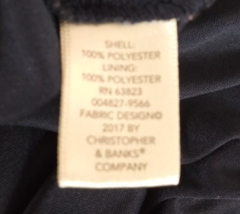 SHELL:
100% POLYESTER
LINING:
100% POLYESTER
RN 63823
004827-9566
FABRIC DESIGN©
2017 BY
CHRISTOPHER
& BANKS®
COMPANY